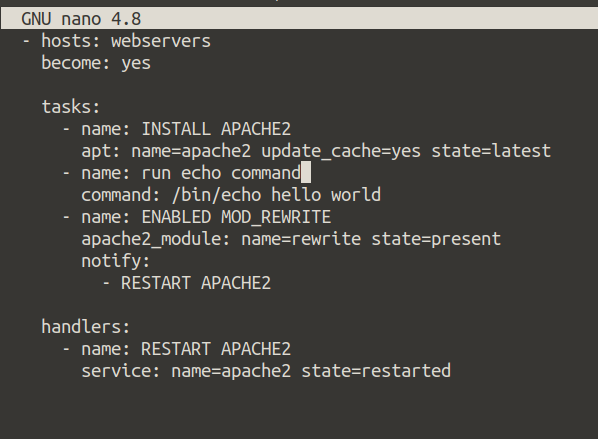 GNU nano 4.8
- hosts: webservers
  become: yes

  tasks:
    - name: INSTALL APACHE2
      apt: name=apache2 update_cache=yes state=latest
    - name: run echo command
      command: /bin/echo hello world
    - name: ENABLED MOD_REWRITE
      apache2_module: name=rewrite state=present
      notify:
        - RESTART APACHE2

  handlers:
    - name: RESTART APACHE2
      service: name=apache2 state=restarted